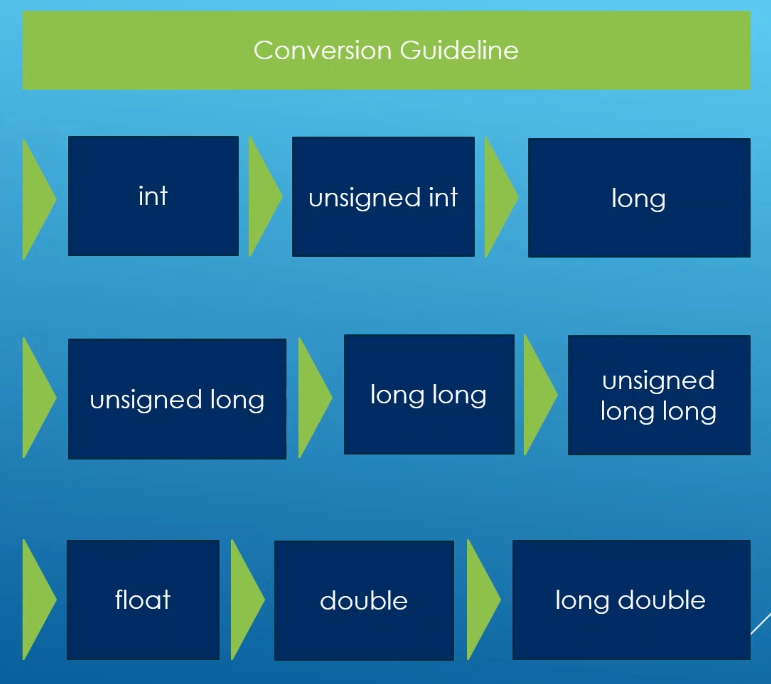 Conversion Guideline
int
unsigned int
long
unsigned long
long long
unsigned
long long
float
double
long double